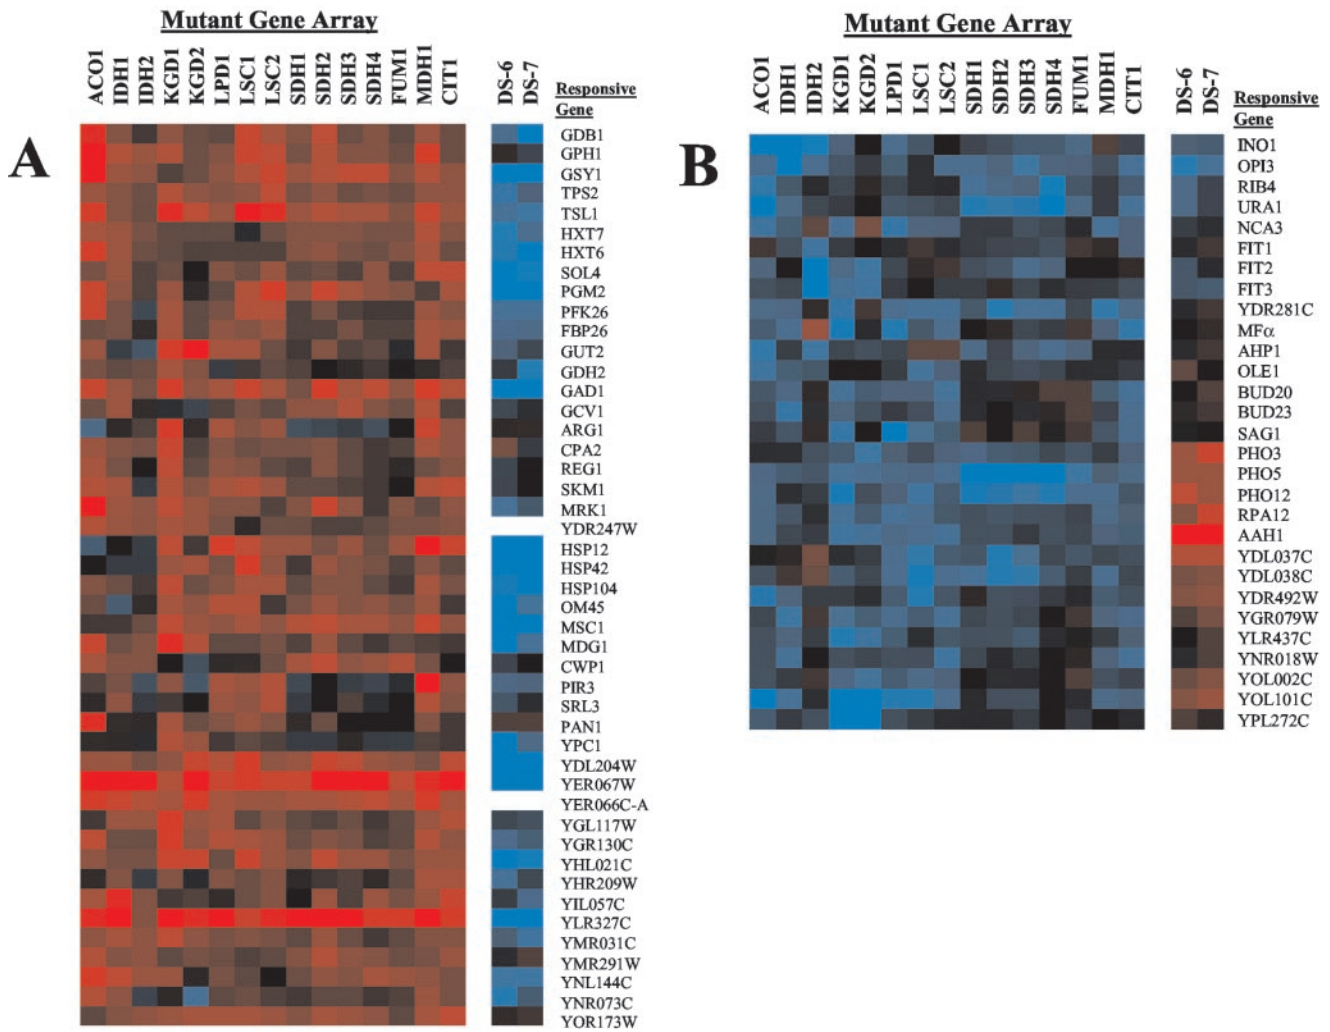 Mutant Gene Array
ACO1 IDH1 IDH2 KGD1 KGD2 LPD1 LSC1 LSC2 SDH1 SDH2 SDH3 SDH4 FUM1 MDH1 CIT1 DS-6 DS-7
Responsive
Gene
A
GDB1
GPH1
GSY1
TPS2
TSL1
HXT7
HXT6
SOL4
PGM2
PFK26
FBP26
GUT2
GDH2
GAD1
GCV1
ARG1
CPA2
REG1
SKM1
MRK1
YDR247W
HSP12
HSP42
HSP104
OM45
MSC1
MDG1
CWP1
PIR3
SRL3
PAN1
YPC1
YDL204W
YER067W
YER066C-A
YGL117W
YGR130C
YHL021C
YHR209W
YIL057C
YLR327C
YMR031C
YMR291W
YNL144C
YNR073C
YOR173W
Mutant Gene Array
ACO1 IDH1 IDH2 KGD1 KGD2 LPD1 LSC1 LSC2 SDH1 SDH2 SDH3 SDH4 FUM1 MDH1 CIT1 DS-6 DS-7
Responsive
Gene
B
INO1
OPI3
RIB4
URA1
NCA3
FIT1
FIT2
FIT3
YDR281C
MFα
AHP1
OLE1
BUD20
BUD23
SAG1
PHO3
PHO5
PHO12
RPA12
AAH1
YDL037C
YDL038C
YDR492W
YGR079W
YLR437C
YNR018W
YOL002C
YOL101C
YPL272C